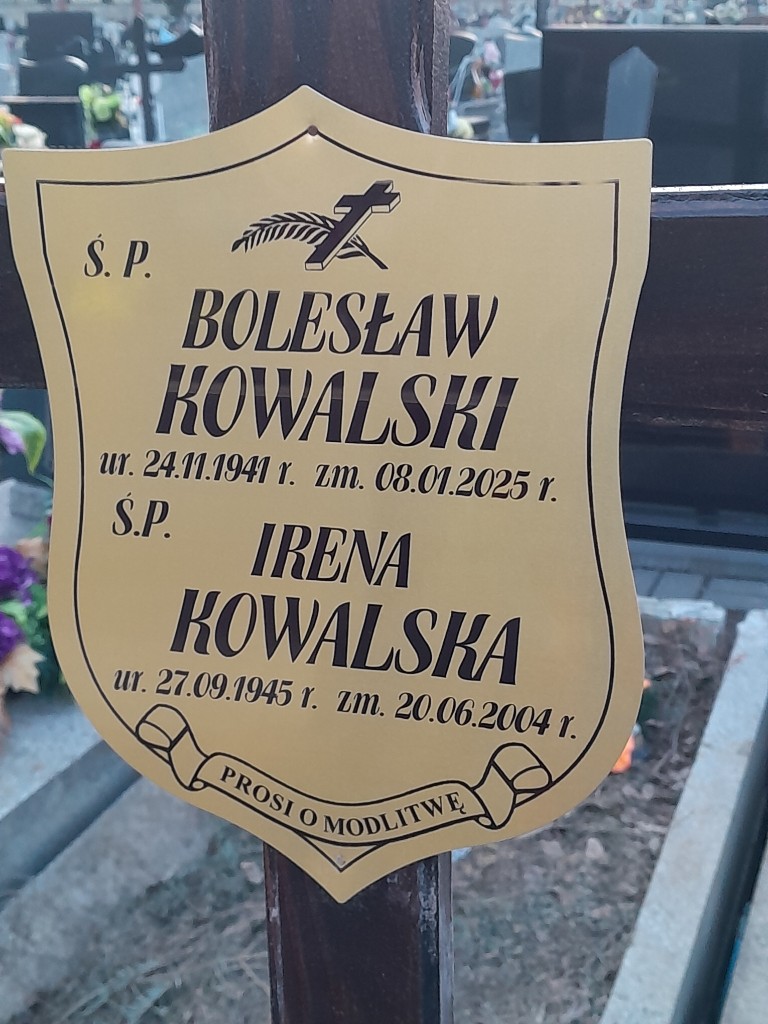 Ś. P.
BOLESŁAW
KOWALSKI
ur. 24.11.1941 r. zm. 08.01.2025 r.
Ś.P.
IRENA
KOWALSKA
ur. 27.09.1945 r. zm. 20.06.2004 r.
PROSI O MODLITWĘ